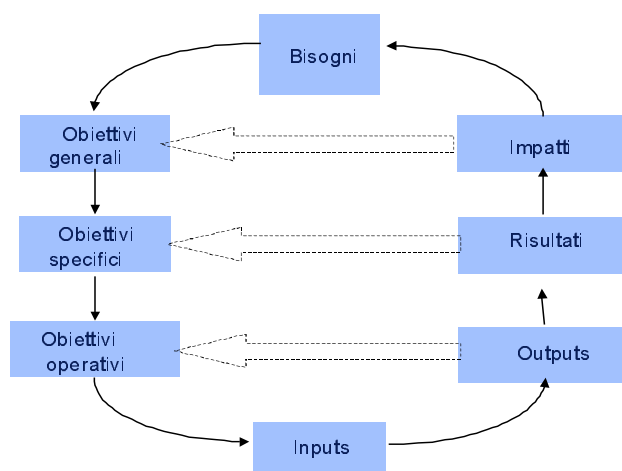 Bisogni
Obiettivi
generali
Impatti
Obiettivi
specifici
Risultati
Obiettivi
operativi
Outputs
Inputs